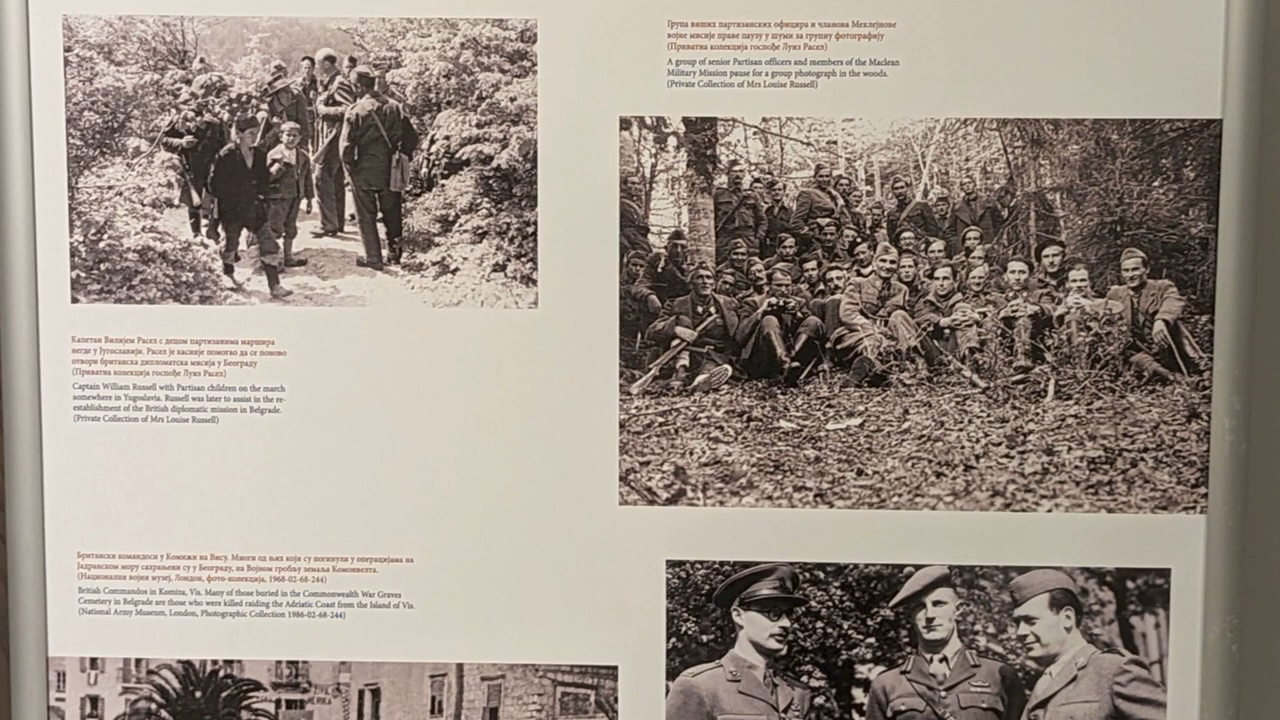 Група виших партизанских официра и чланова Меклејнове
војне мисије праве паузу у шуми за групну фотографију
(Приватна колекција госпође Луиз Расел)
A group of senior Partisan officers and members of the Maclean
Military Mission pause for a group photograph in the woods.
(Private Collection of Mrs Louise Russell)
Капетан Вилијем Расел с децом партизанима маршира
негде у Југославији. Расел је касније помогао да се поново
отвори британска дипломатска мисија у Београду
(Приватна колекција госпође Луиз Расел)
Captain William Russell with Partisan children on the march
somewhere in Yugoslavia. Russell was later to assist in the re-
establishment of the British diplomatic mission in Belgrade.
(Private Collection of Mrs Louise Russell)
Британски командоси у Комижи на Вису. Многи од њих који су погинули у операцијама на
Јадранском мору сахрањени су у Београду, на Војном гробљу земаља Комонвелта.
(Национални војни музеј, Лондон, фото-колекција, 1968-02-68-244)
British Commandos in Komiza, Vis. Many of those buried in the Commonwealth War Graves
Cemetery in Belgrade are those who were killed raiding the Adriatic Coast from the Island of Vis.
(National Army Museum, London, Photographic Collection 1986-02-68-244)